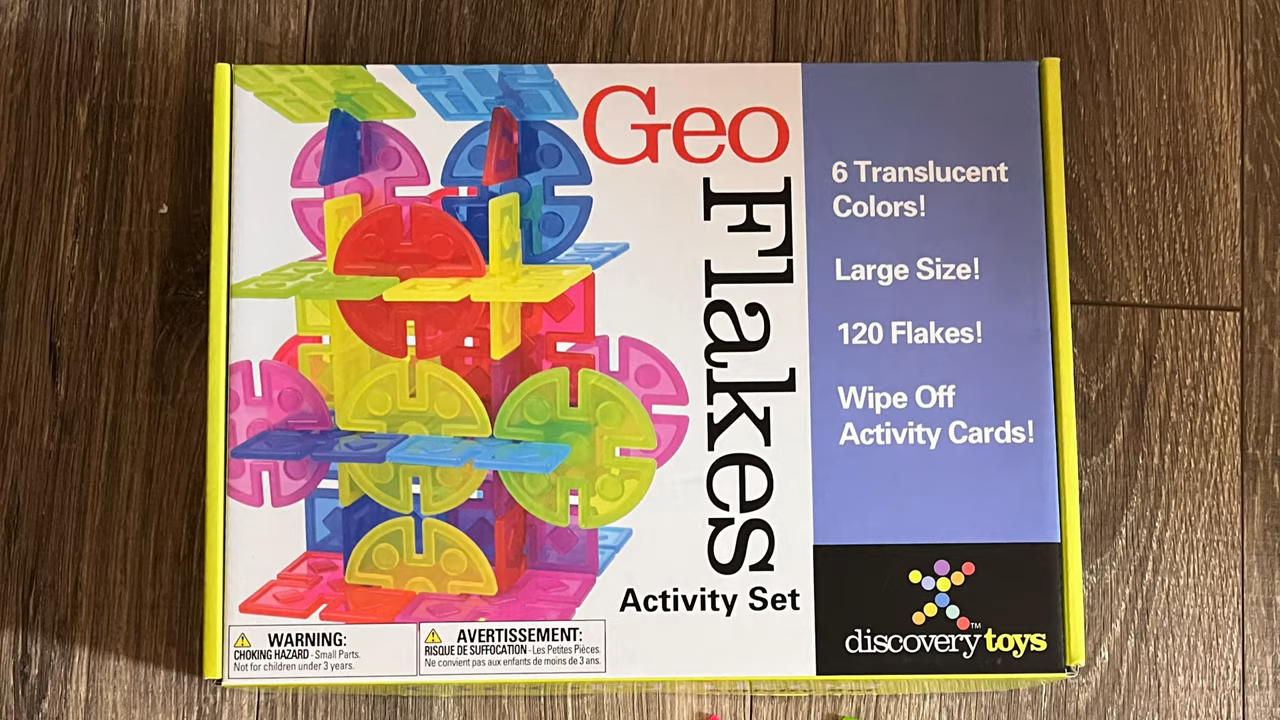 Geo
Flakes
Activity Set
6 Translucent
Colors!
Large Size!
120 Flakes!
Wipe Off
Activity Cards!
discovery toys™
WARNING:
CHOKING HAZARD - Small Parts.
Not for children under 3 years.
AVERTISSEMENT:
RISQUE DE SUFFOCATION - Les Petites Pièces.
Ne convient pas aux enfants de moins de 3 ans.